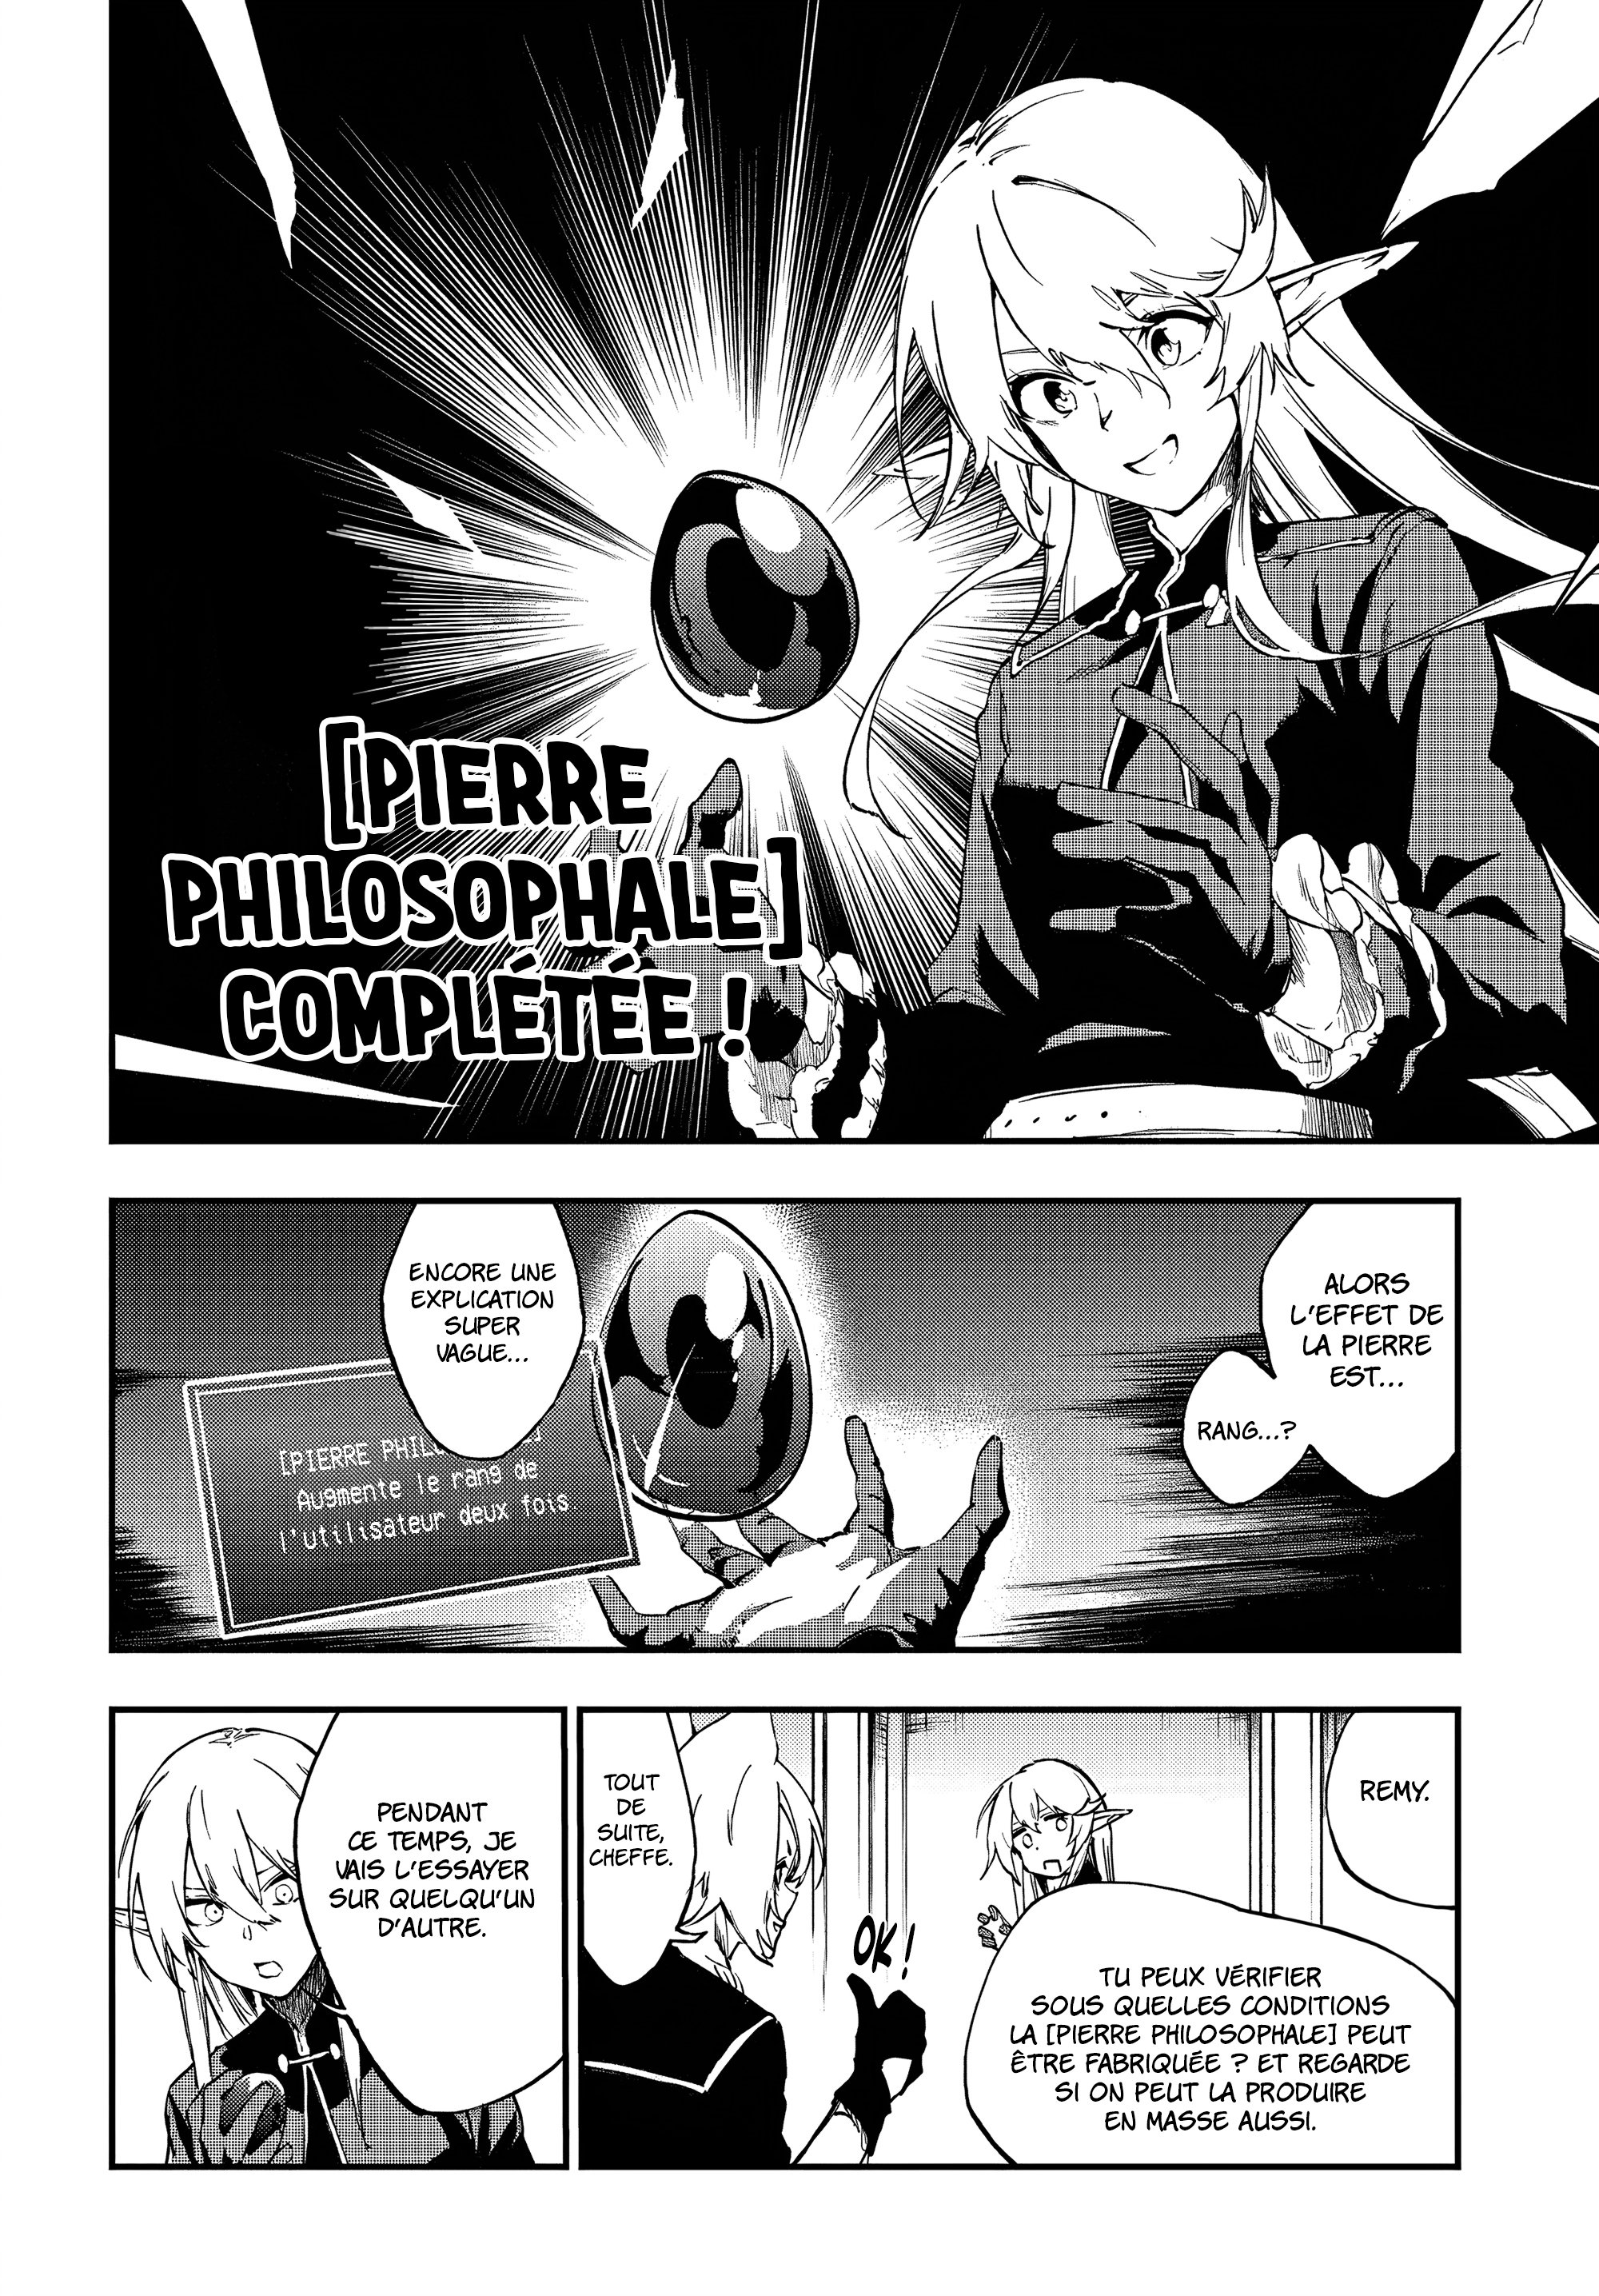 [PIERRE
PHILOSOPHALE]
COMPLÉTÉE !
ALORS
L'EFFET DE
LA PIERRE
EST...
RANG...?
ENCORE UNE
EXPLICATION
SUPER
VAGUE...
[PIERRE
Augmente le rang de
l'utilisateur deux fois
REMY.
TU PEUX VÉRIFIER
SOUS QUELLES CONDITIONS
LA [PIERRE PHILOSOPHALE] PEUT
ÊTRE FABRIQUÉE ? ET REGARDE
SI ON PEUT LA PRODUIRE
EN MASSE AUSSI.
OK !
TOUT
DE
SUITE,
CHEFFE.
PENDANT
CE TEMPS, JE
VAIS L'ESSAYER
SUR QUELQU'UN
D'AUTRE.